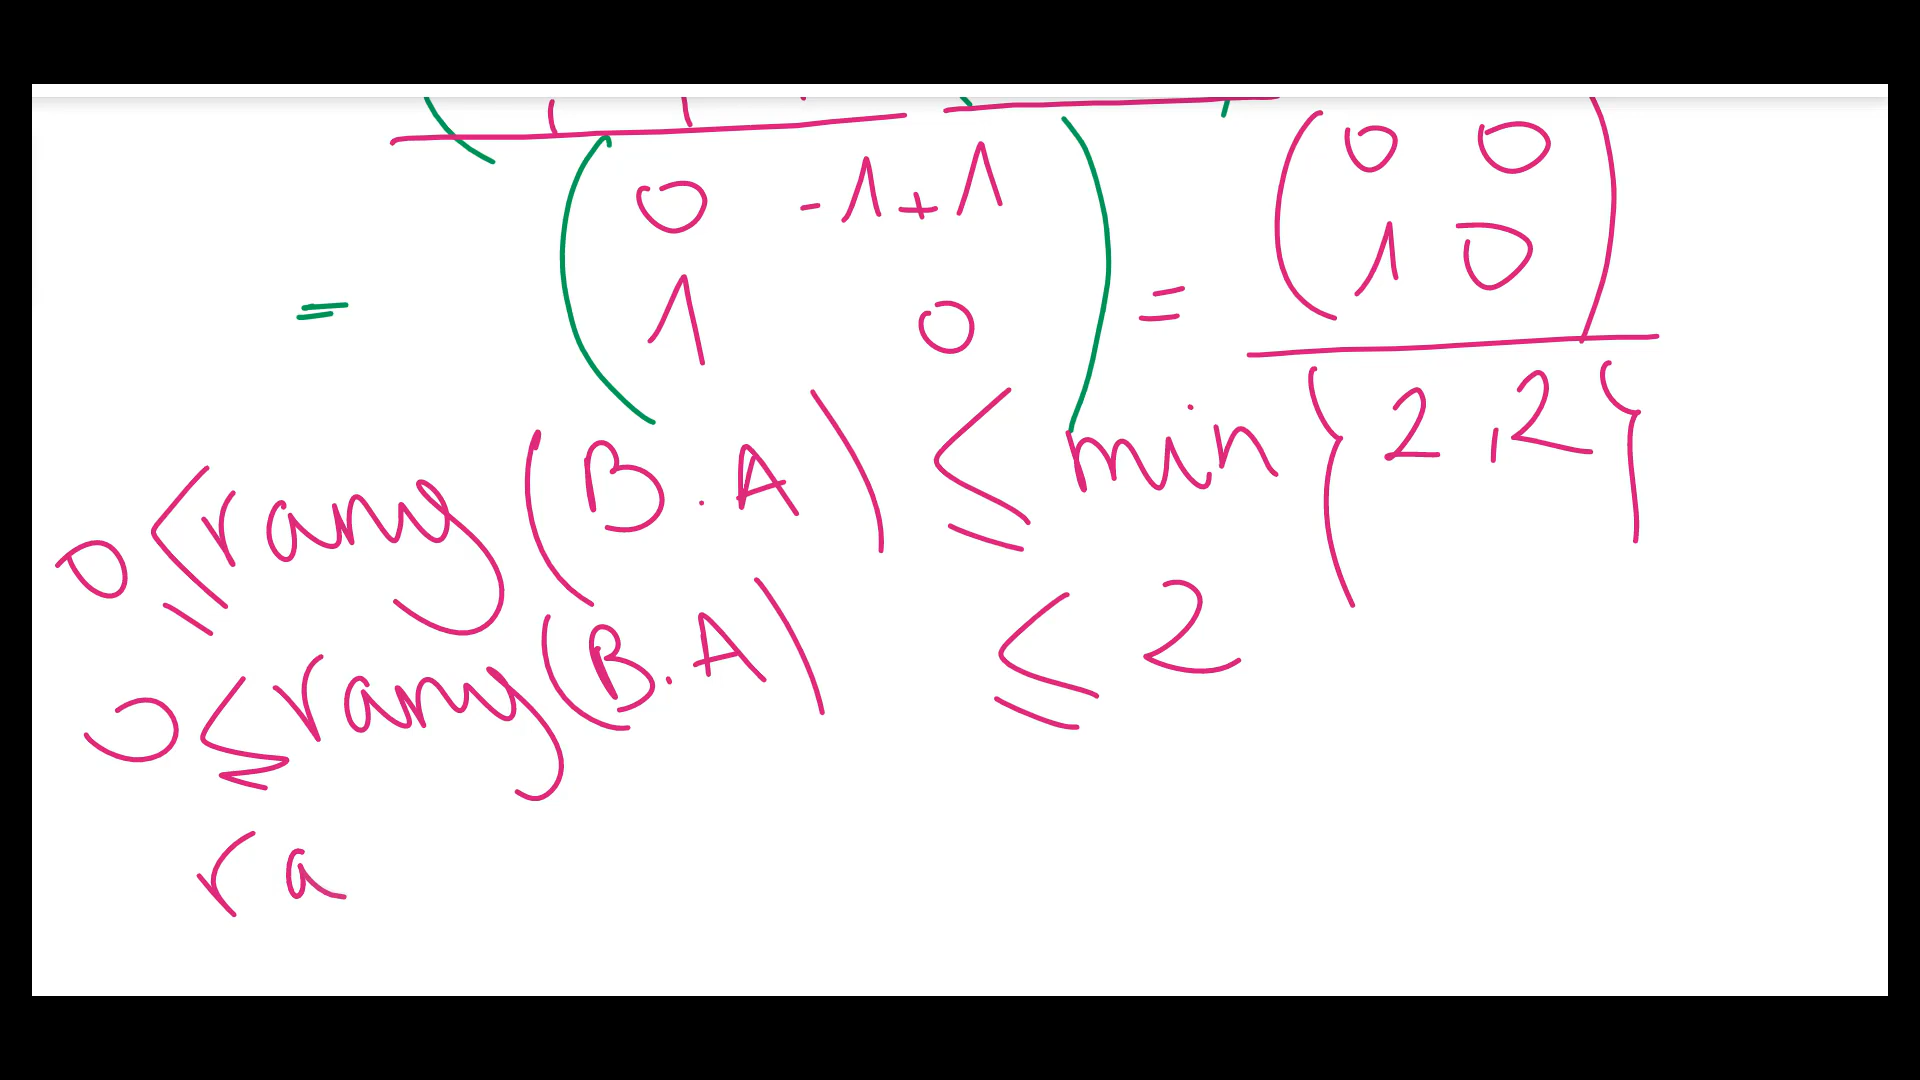 0 -1+1
= ( 1 0 ) = ( 0 0
1 0 )
0 ≤ rang (B.A) ≤ min { 2 , 2 }
0 ≤ rang (B.A) ≤ 2
ra